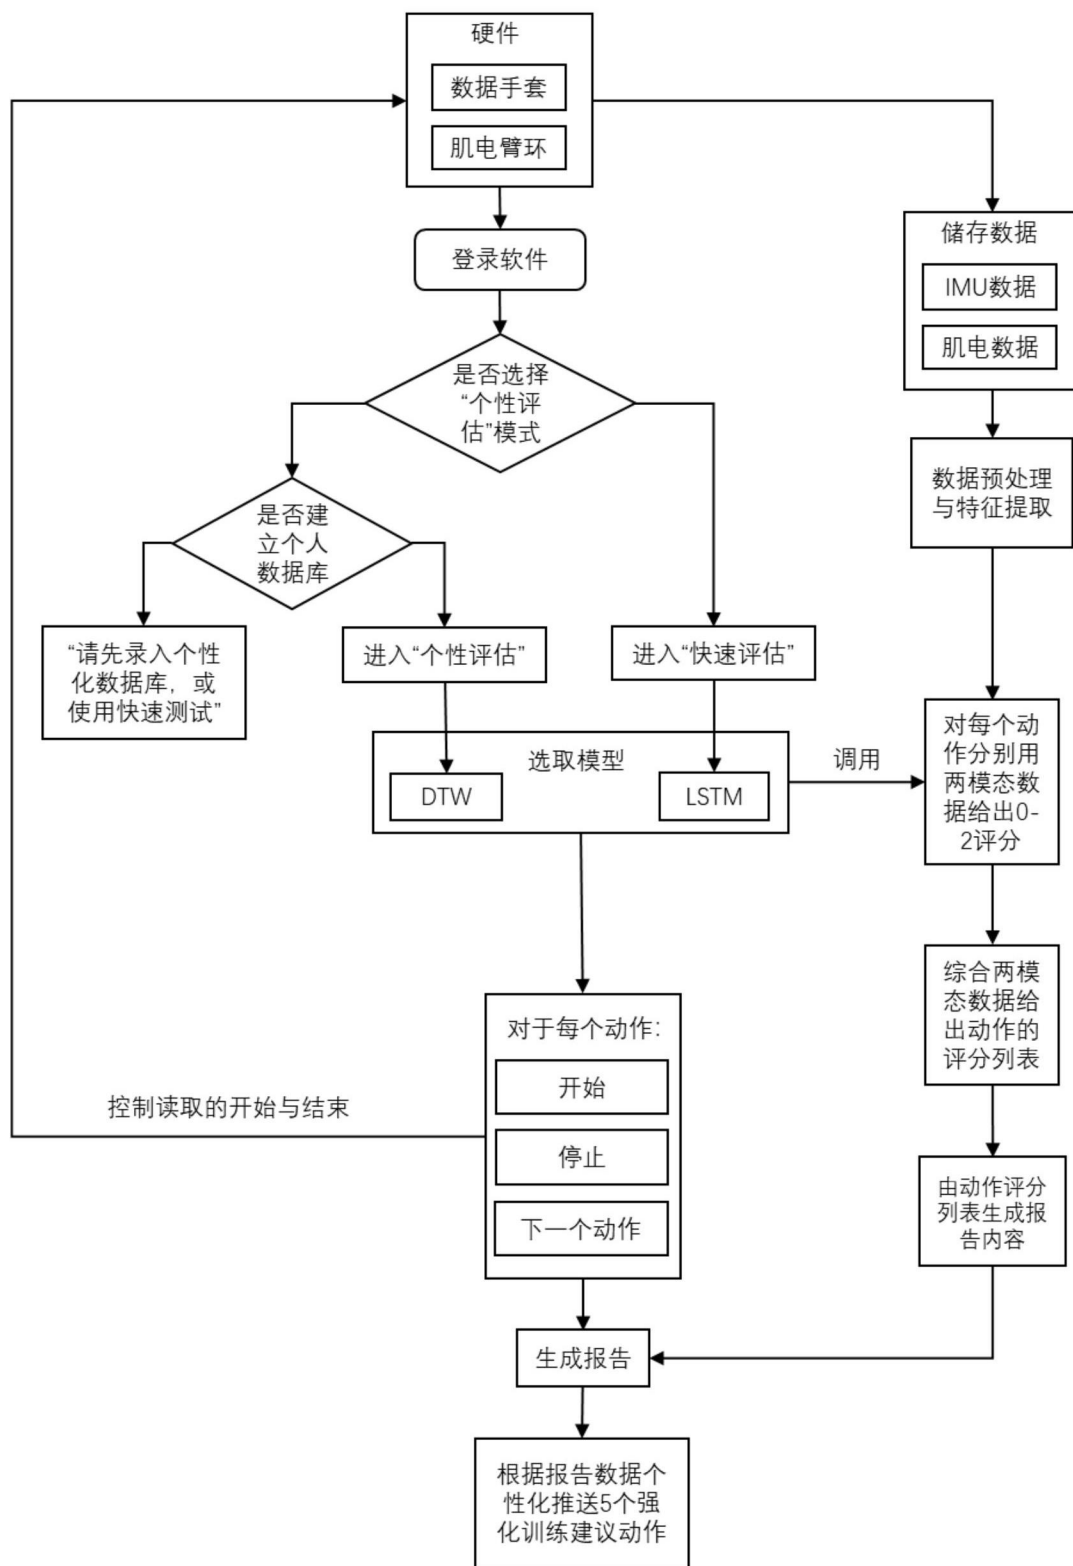 硬件
数据手套
肌电臂环
登录软件
储存数据
IMU数据
肌电数据
是否选择
“个性评
估”模式
数据预处理
与特征提取
是否建
立个人
数据库
“请先录入个性
化数据库，或
使用快速测试”
进入“个性评估”
进入“快速评估”
选取模型
DTW
LSTM
调用
对每个动
作分别用
两模态数
据给出0-
2评分
综合两模
态数据给
出动作的
评分列表
对于每个动作：
开始
停止
下一个动作
控制读取的开始与结束
由动作评分
列表生成报
告内容
生成报告
根据报告数据个
性化推送5个强
化训练建议动作